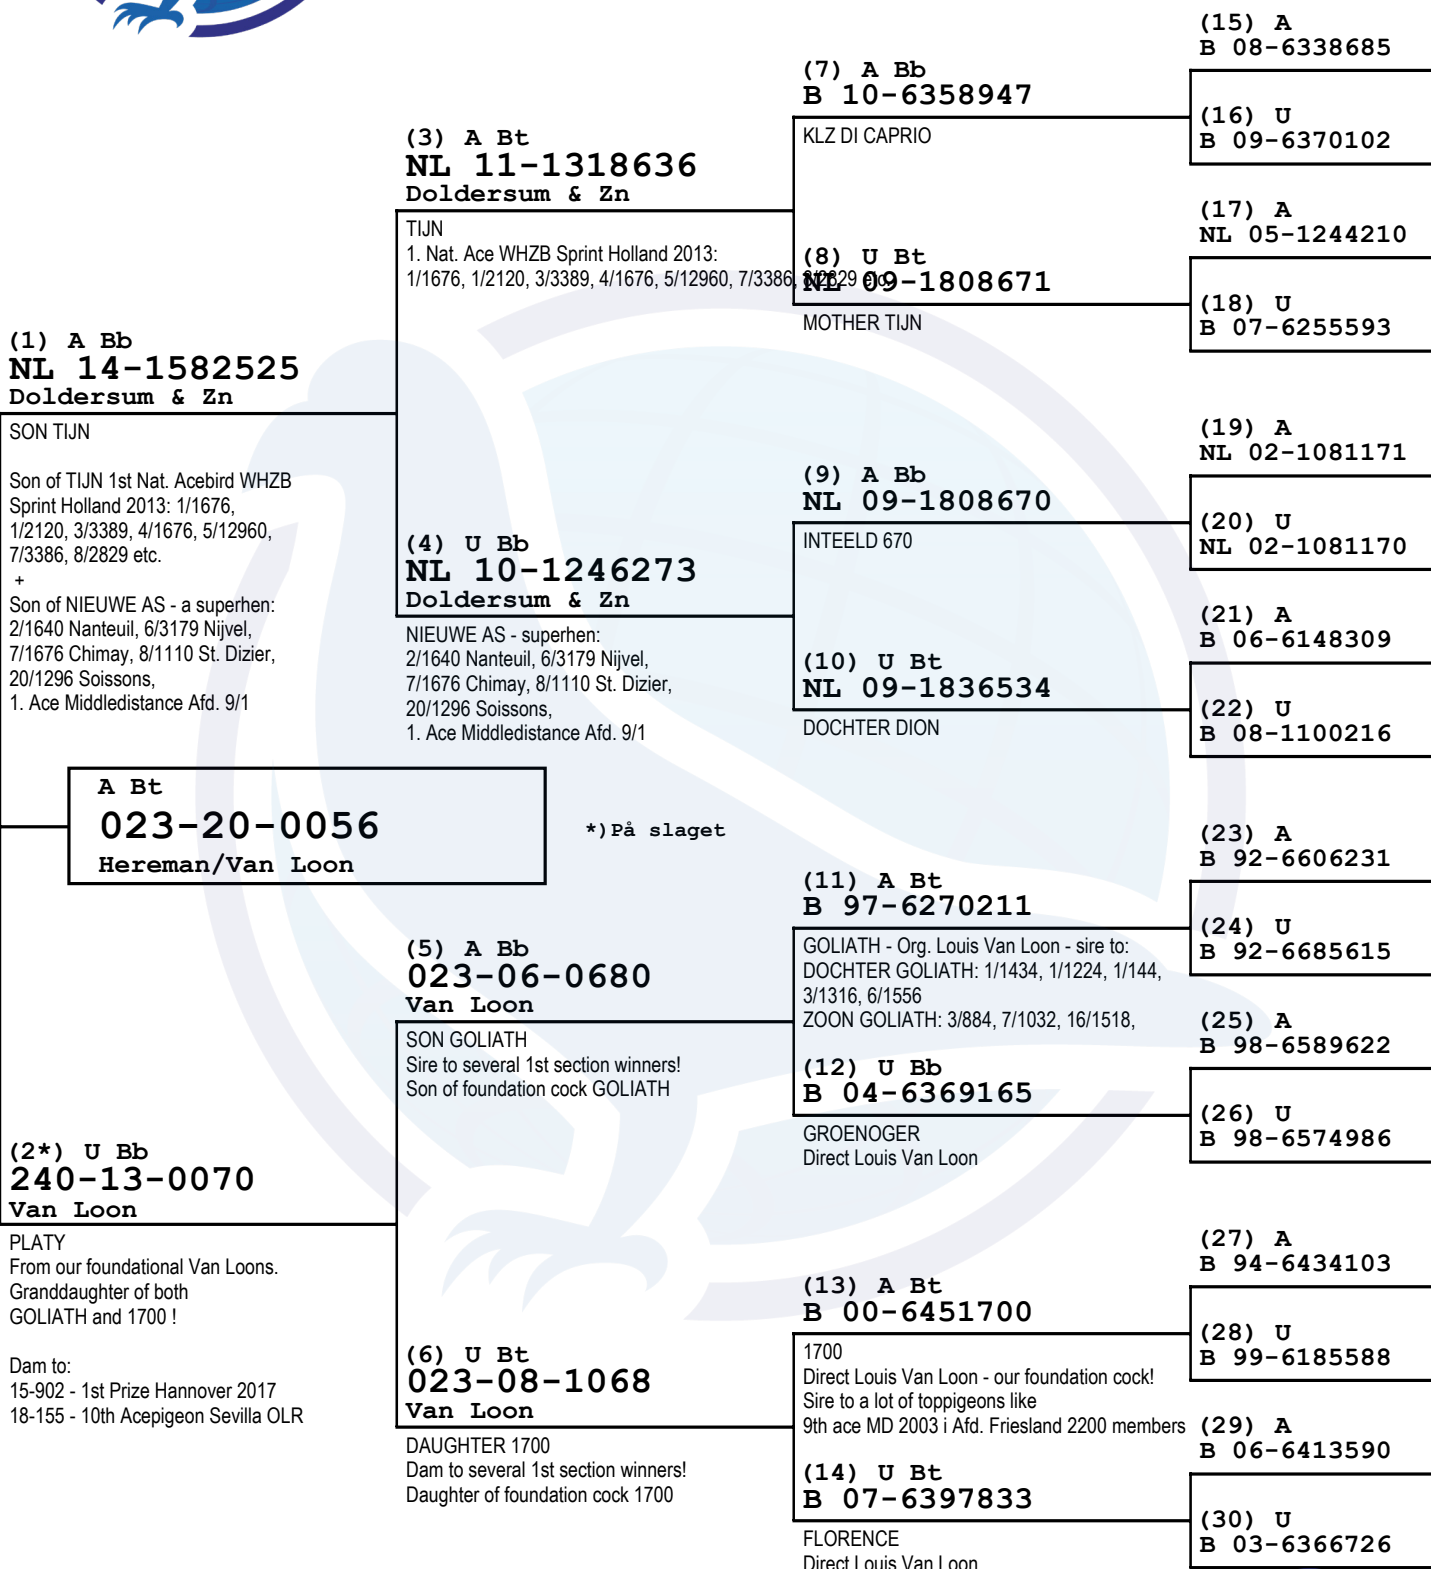 (1) A Bb
NL 14-1582525
Doldersum & Zn
SON TIJN
Son of TIJN 1st Nat. Acebird WHZB
Sprint Holland 2013: 1/1676,
1/2120, 3/3389, 4/1676, 5/12960,
7/3386, 8/2829 etc.
+
Son of NIEUWE AS - a superhen:
2/1640 Nanteuil, 6/3179 Nijvel,
7/1676 Chimay, 8/1110 St. Dizier,
20/1296 Soissons,
1. Ace Middledistance Afd. 9/1
A Bt
023-20-0056
Hereman/Van Loon
*)På slaget
(2*) U Bb
240-13-0070
Van Loon
PLATY
From our foundational Van Loons.
Granddaughter of both
GOLIATH and 1700 !
Dam to:
15-902 - 1st Prize Hannover 2017
18-155 - 10th Acepigeon Sevilla OLR
(3) A Bt
NL 11-1318636
Doldersum & Zn
TIJN
1. Nat. Ace WHZB Sprint Holland 2013:
1/1676, 1/2120, 3/3389, 4/1676, 5/12960, 7/3386, 8/2829 etc.
(4) U Bb
NL 10-1246273
Doldersum & Zn
NIEUWE AS - superhen:
2/1640 Nanteuil, 6/3179 Nijvel,
7/1676 Chimay, 8/1110 St. Dizier,
20/1296 Soissons,
1. Ace Middledistance Afd. 9/1
(5) A Bb
023-06-0680
Van Loon
SON GOLIATH
Sire to several 1st section winners!
Son of foundation cock GOLIATH
(6) U Bt
023-08-1068
Van Loon
DAUGHTER 1700
Dam to several 1st section winners!
Daughter of foundation cock 1700
(7) A Bb
B 10-6358947
KLZ DI CAPRIO
(8) U Bt
NL 09-1808671
MOTHER TIJN
(9) A Bb
NL 09-1808670
INTEELD 670
(10) U Bt
NL 09-1836534
DOCHTER DION
(11) A Bt
B 97-6270211
GOLIATH - Org. Louis Van Loon - sire to:
DOCHTER GOLIATH: 1/1434, 1/1224, 1/144,
3/1316, 6/1556
ZOON GOLIATH: 3/884, 7/1032, 16/1518,
(12) U Bb
B 04-6369165
GROENOGER
Direct Louis Van Loon
(13) A Bt
B 00-6451700
1700
Direct Louis Van Loon - our foundation cock!
Sire to a lot of toppigeons like
9th ace MD 2003 i Afd. Friesland 2200 members
(14) U Bt
B 07-6397833
FLORENCE
Direct Louis Van Loon
(15) A
B 08-6338685
(16) U
B 09-6370102
(17) A
NL 05-1244210
(18) U
B 07-6255593
(19) A
NL 02-1081171
(20) U
NL 02-1081170
(21) A
B 06-6148309
(22) U
B 08-1100216
(23) A
B 92-6606231
(24) U
B 92-6685615
(25) A
B 98-6589622
(26) U
B 98-6574986
(27) A
B 94-6434103
(28) U
B 99-6185588
(29) A
B 06-6413590
(30) U
B 03-6366726